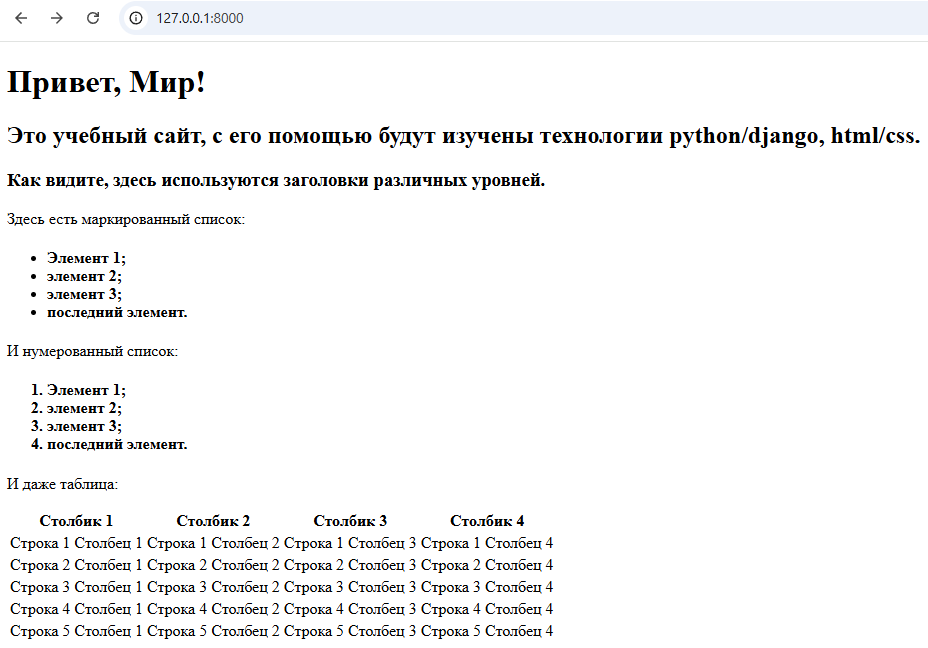 127.0.0.1:8000
Привет, Мир!
Это учебный сайт, с его помощью будут изучены технологии python/django, html/css.
Как видите, здесь используются заголовки различных уровней.
Здесь есть маркированный список:
• Элемент 1;
• элемент 2;
• элемент 3;
• последний элемент.
И нумерованный список:
1. Элемент 1;
2. элемент 2;
3. элемент 3;
4. последний элемент.
И даже таблица:
Столбик 1 Столбик 2 Столбик 3 Столбик 4
Строка 1 Столбец 1 Строка 1 Столбец 2 Строка 1 Столбец 3 Строка 1 Столбец 4
Строка 2 Столбец 1 Строка 2 Столбец 2 Строка 2 Столбец 3 Строка 2 Столбец 4
Строка 3 Столбец 1 Строка 3 Столбец 2 Строка 3 Столбец 3 Строка 3 Столбец 4
Строка 4 Столбец 1 Строка 4 Столбец 2 Строка 4 Столбец 3 Строка 4 Столбец 4
Строка 5 Столбец 1 Строка 5 Столбец 2 Строка 5 Столбец 3 Строка 5 Столбец 4